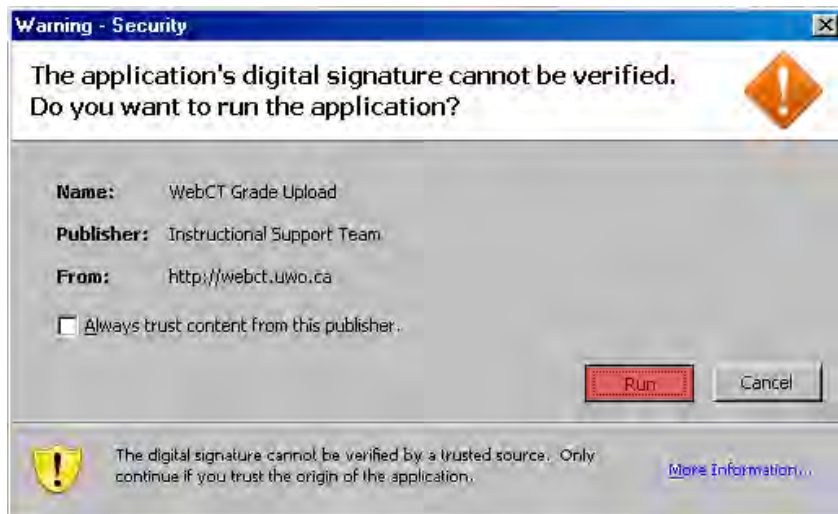 Warning - Security
The application's digital signature cannot be verified.
Do you want to run the application?
Name: WebCT Grade Upload
Publisher: Instructional Support Team
From: http://webct.uwo.ca
Always trust content from this publisher.
Run Cancel
The digital signature cannot be verified by a trusted source. Only
continue if you trust the origin of the application.
More Information...